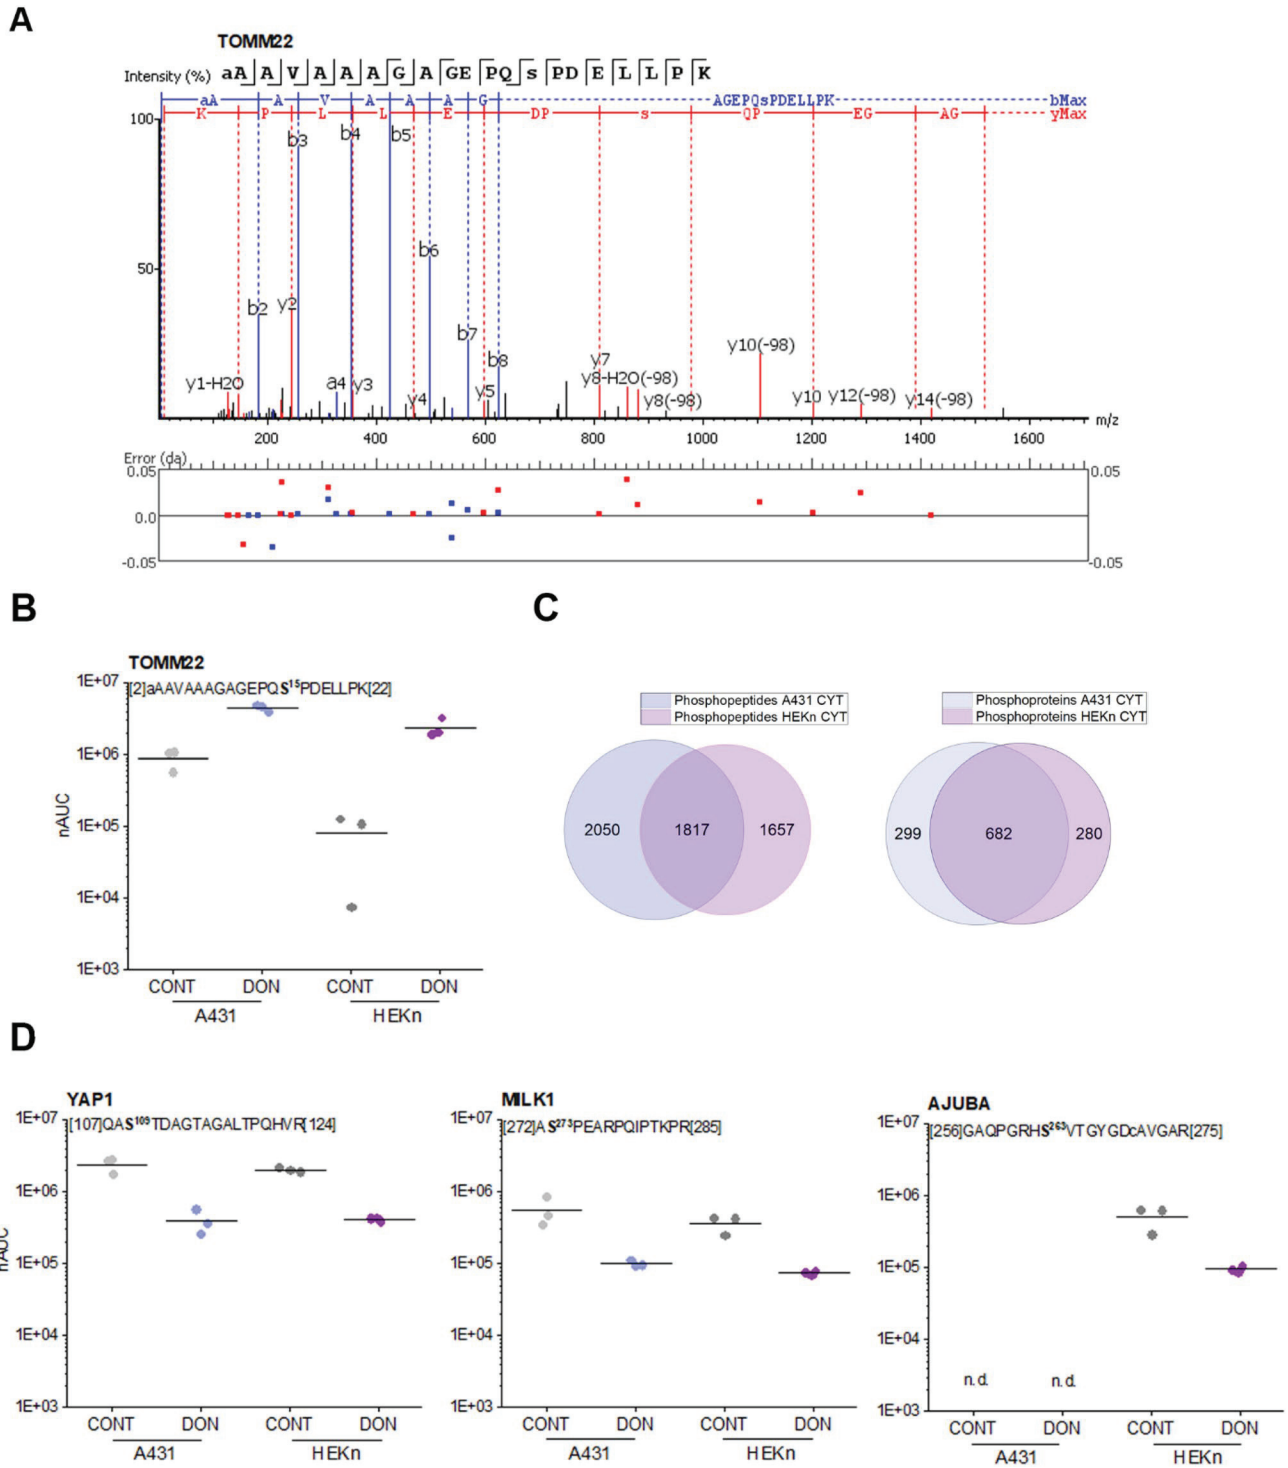 A
TOMM22
Intensity (%) aA A V A A A G A GE PQ s PD E L L P K
aA A V A A A G AGEPQsPDELLPK bMax
K P L L E DP s QP EG AG yMax
100
b3 b4 b5
50
b6
b2 y2
b7
y10(-98)
b8 y7
y1-H2O a4 y3 y8-H2O(-98)
y4 y5 y8(-98) y10 y12(-98) y14(-98)
m/z
200 400 600 800 1000 1200 1400 1600
Error (da)
0.05 0.05
0.0
-0.05 -0.05
B
TOMM22
[2]aAAVAAAGAGEPQS15PDELLPK[22]
1E+07
1E+06
1E+05
1E+04
1E+03
nAUC
CONT DON CONT DON
A431 HEKn
C
Phosphopeptides A431 CYT
Phosphopeptides HEKn CYT
2050 1817 1657
Phosphoproteins A431 CYT
Phosphoproteins HEKn CYT
299 682 280
D
YAP1
[107]QAS109TDAGTAGALTPQHVR[124]
1E+07
1E+06
1E+05
1E+04
1E+03
nAUC
CONT DON CONT DON
A431 HEKn
MILK1
[272]AS273PEARPQIPTKPR[285]
1E+07
1E+06
1E+05
1E+04
1E+03
CONT DON CONT DON
A431 HEKn
AJUBA
[256]GAQPGRHS263VTGYGDcAVGAR[275]
1E+07
1E+06
1E+05
1E+04
1E+03
n.d. n.d.
CONT DON CONT DON
A431 HEKn